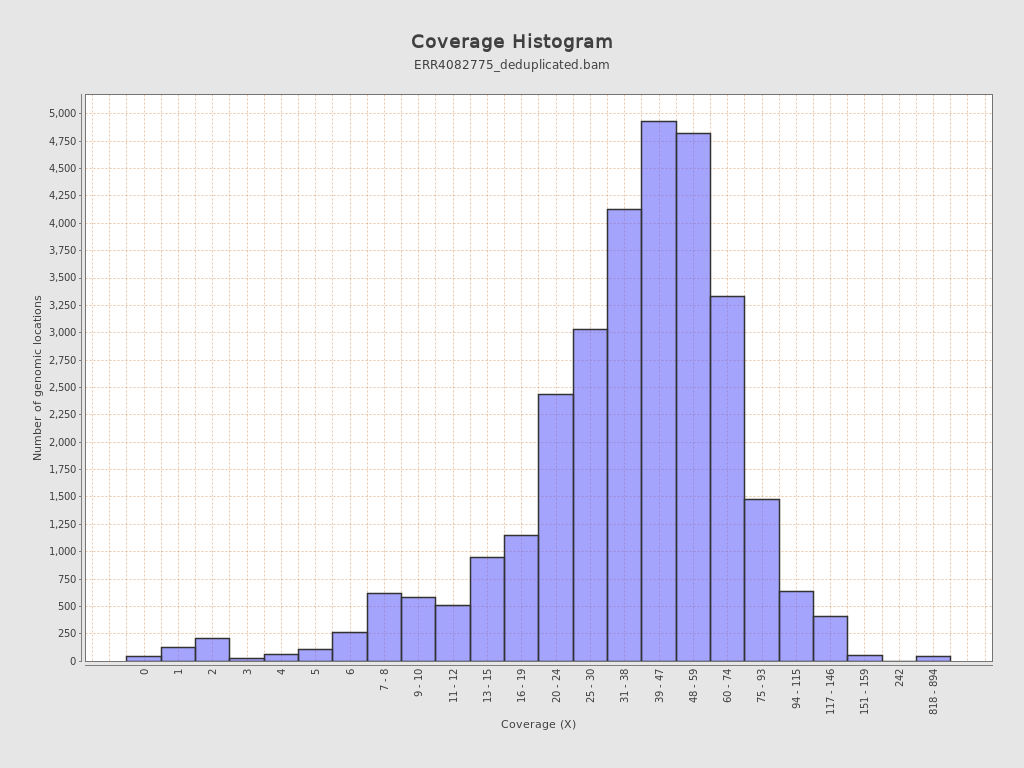 Coverage Histogram
ERR4082775_deduplicated.bam
Number of genomic locations
5,000
4,750
4,500
4,250
4,000
3,750
3,500
3,250
3,000
2,750
2,500
2,250
2,000
1,750
1,500
1,250
1,000
750
500
250
0
0
1
2
3
4
5
6
7 - 8
9 - 10
11 - 12
13 - 15
16 - 19
20 - 24
25 - 30
31 - 38
39 - 47
48 - 59
60 - 74
75 - 93
94 - 115
117 - 146
151 - 159
242
818 - 894
Coverage (X)